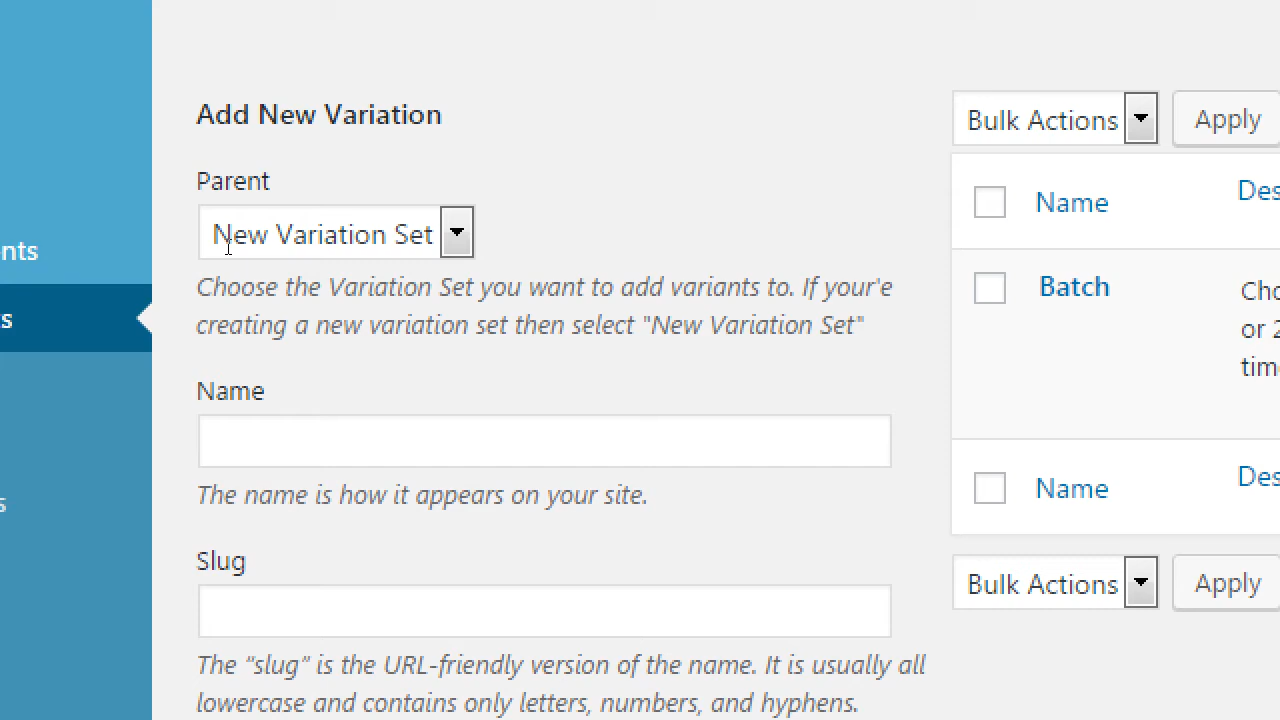 nts
s
s
Add New Variation
Parent
New Variation Set
Choose the Variation Set you want to add variants to. If your'e
creating a new variation set then select "New Variation Set"
Name
The name is how it appears on your site.
Slug
The “slug” is the URL-friendly version of the name. It is usually all
lowercase and contains only letters, numbers, and hyphens.
Bulk Actions
Apply
Name
Des
Batch
Cho
or 2
tim
Name
Des
Bulk Actions
Apply